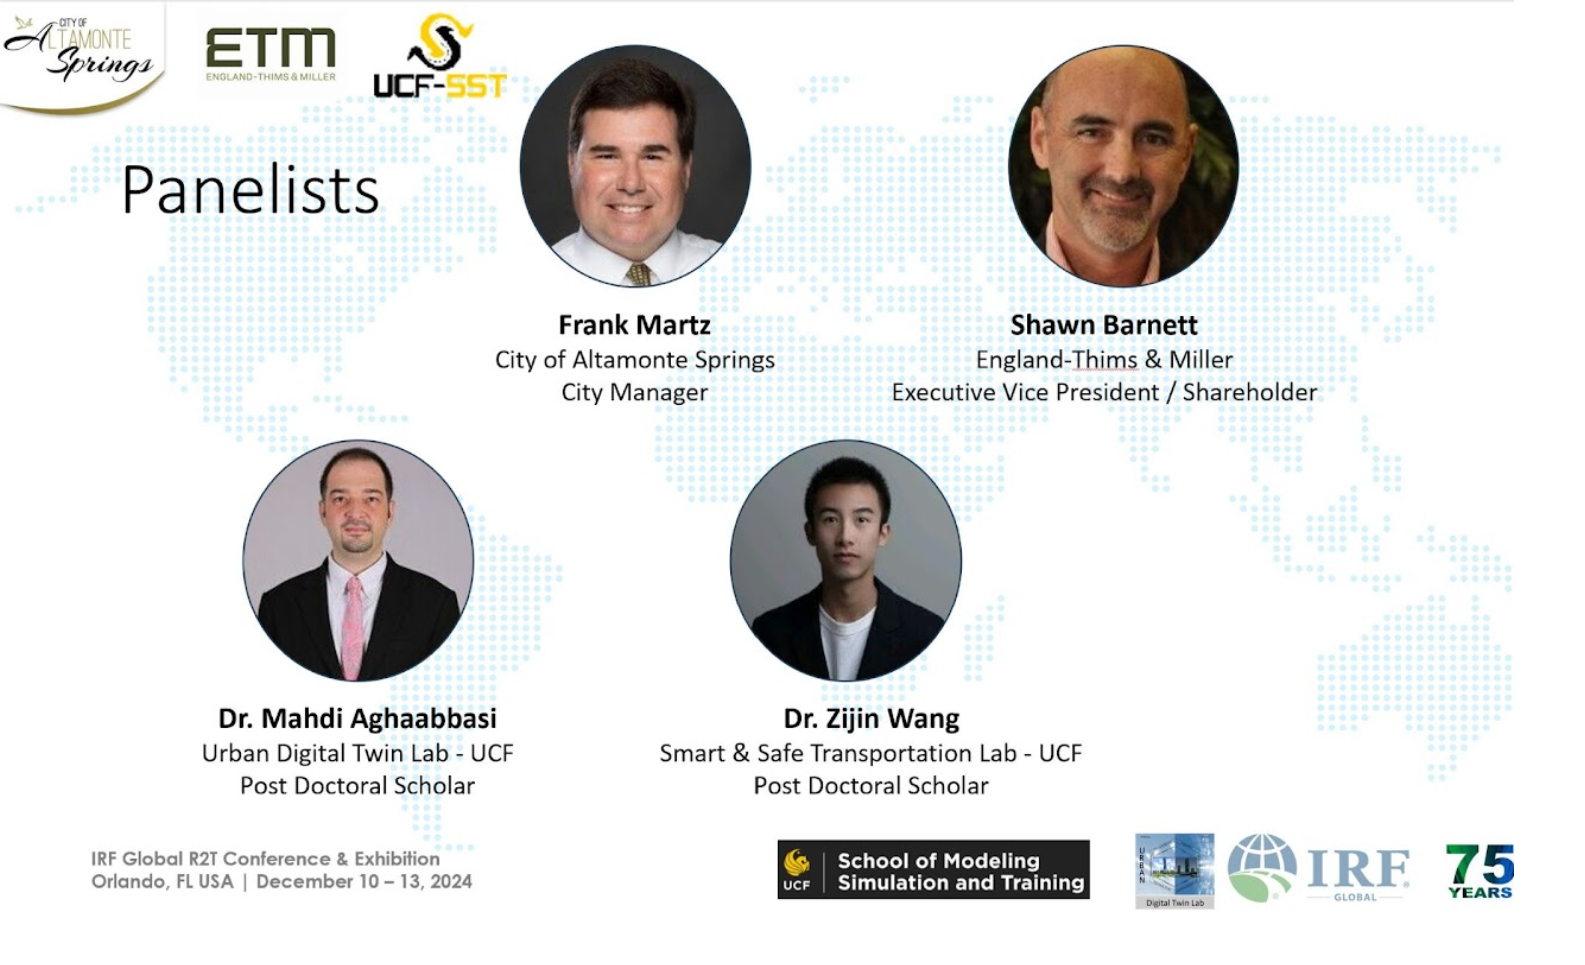 CITY OF
ALTAMONTE
Springs
ETM
ENGLAND-THIMS & MILLER
UCF-SST
Panelists
Frank Martz
City of Altamonte Springs
City Manager
Shawn Barnett
England-Thims & Miller
Executive Vice President / Shareholder
Dr. Mahdi Aghaabbasi
Urban Digital Twin Lab - UCF
Post Doctoral Scholar
Dr. Zijin Wang
Smart & Safe Transportation Lab - UCF
Post Doctoral Scholar
IRF Global R2T Conference & Exhibition
Orlando, FL USA | December 10 – 13, 2024
UCF
School of Modeling
Simulation and Training
URBAN
Digital Twin Lab
IRF
GLOBAL
75
YEARS